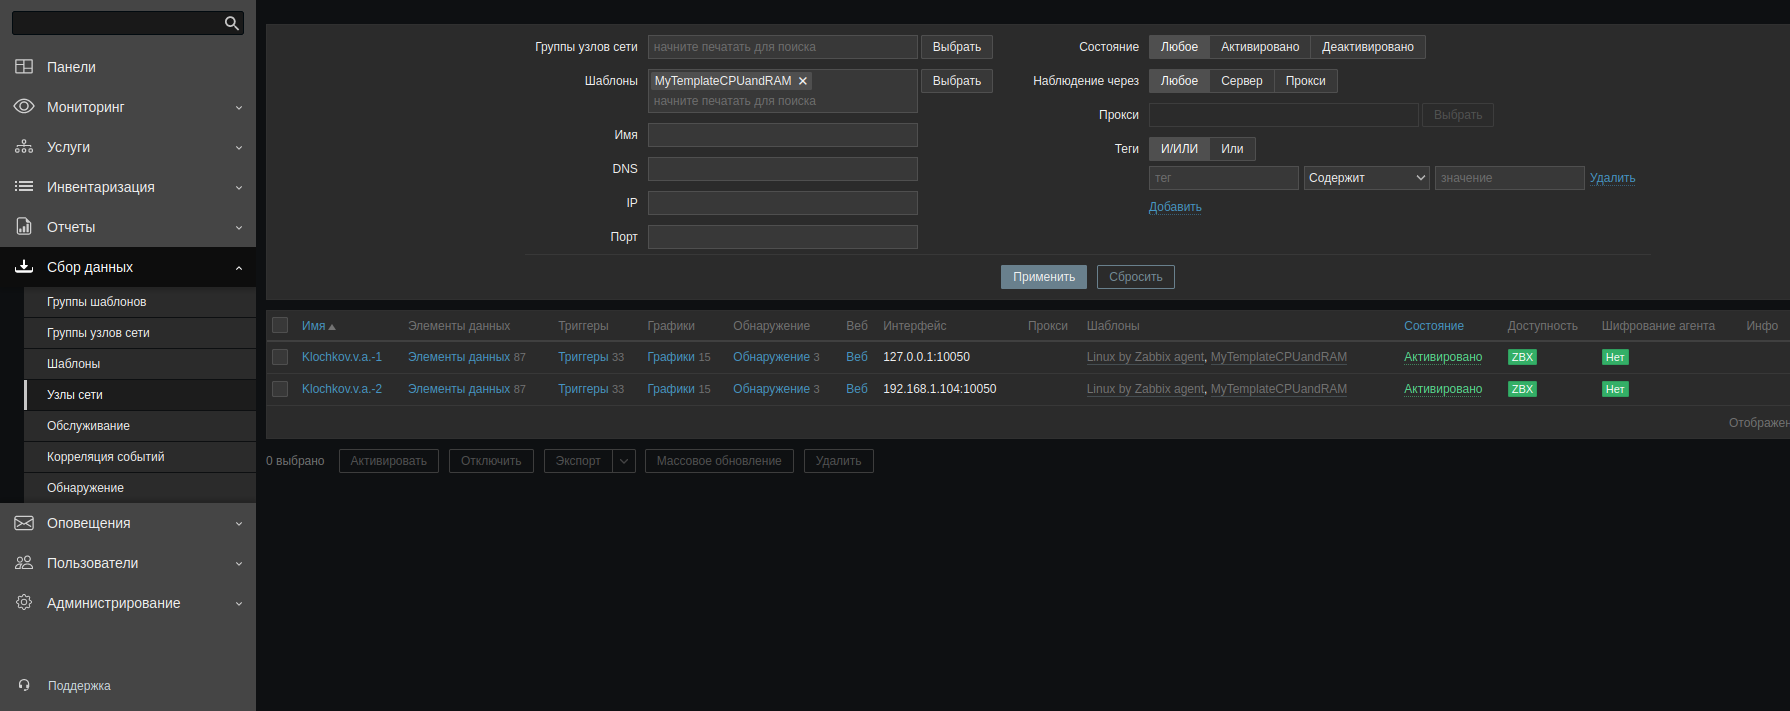 Панели
Мониторинг
Услуги
Инвентаризация
Отчеты
Сбор данных
Группы шаблонов
Группы узлов сети
Шаблоны
Узлы сети
Обслуживание
Корреляция событий
Обнаружение
Оповещения
Пользователи
Администрирование
Поддержка
Группы узлов сети начните печатать для поиска Выбрать
Шаблоны MyTemplateCPUandRAM Выбрать
начните печатать для поиска
Имя
DNS
IP
Порт
Состояние Любое Активировано Деактивировано
Наблюдение через Любое Сервер Прокси
Прокси Выбрать
Теги И/ИЛИ Или
тег Содержит значение Удалить
Добавить
Применить Сбросить
Имя Элементы данных Триггеры Графики Обнаружение Веб Интерфейс Прокси Шаблоны Состояние Доступность Шифрование агента Инфо
Klochkov.v.a.-1 Элементы данных 87 Триггеры 33 Графики 15 Обнаружение 3 Веб 127.0.0.1:10050 Linux by Zabbix agent, MyTemplateCPUandRAM Активировано ZBX Нет
Klochkov.v.a.-2 Элементы данных 87 Триггеры 33 Графики 15 Обнаружение 3 Веб 192.168.1.104:10050 Linux by Zabbix agent, MyTemplateCPUandRAM Активировано ZBX Нет
Отображен
0 выбрано Активировать Отключить Экспорт Массовое обновление Удалить